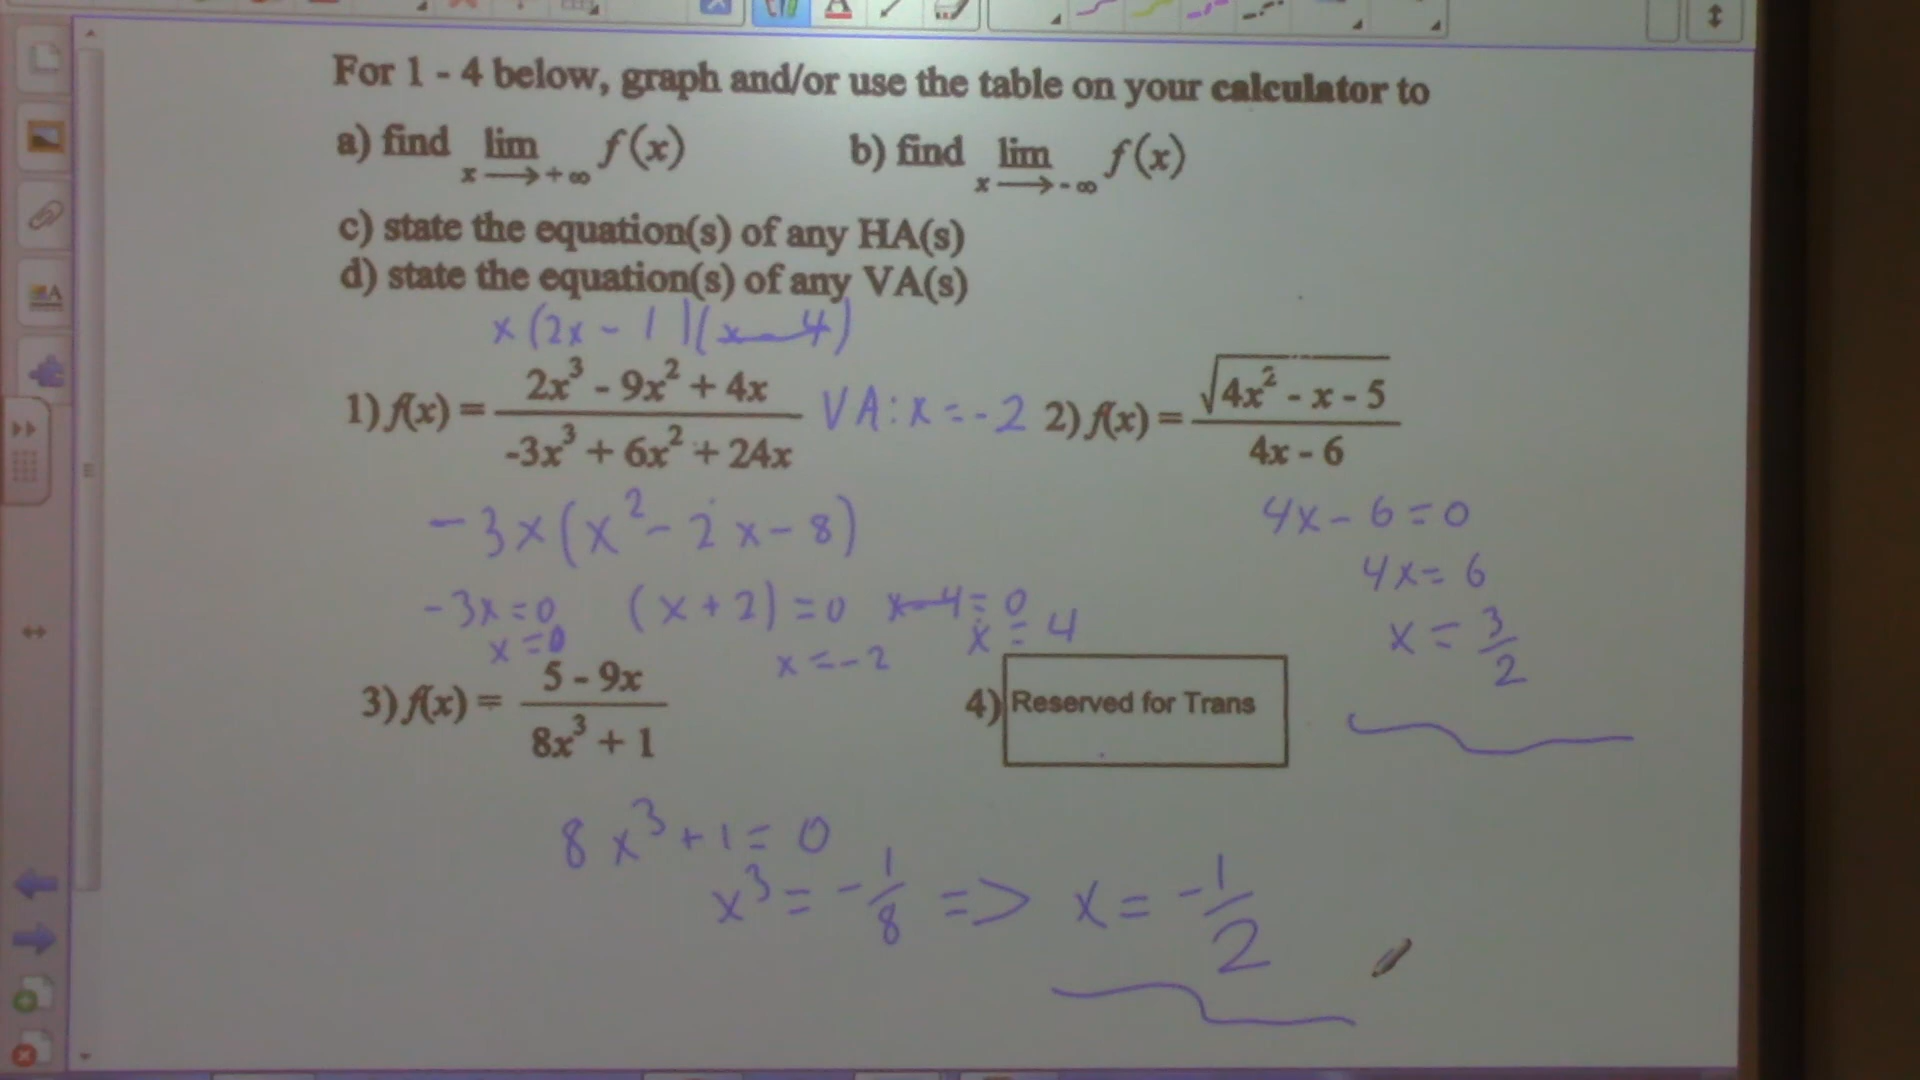 For 1 - 4 below, graph and/or use the table on your calculator to
a) find lim x→+∞ f(x) b) find lim x→-∞ f(x)
c) state the equation(s) of any HA(s)
d) state the equation(s) of any VA(s)
x(2x - 1)(x - 4)
1) f(x) = (2x³ - 9x² + 4x)/(-3x³ + 6x² + 24x) VA: x = -2 2) f(x) = √(4x² - x - 5)/(4x - 6)
-3x(x² - 2x - 8)
4x - 6 = 0
4x = 6
x = 3/2
-3x = 0 (x + 2) = 0 x - 4 = 0
x = 0 x = -2 x = 4
3) f(x) = (5 - 9x)/(8x³ + 1) 4) Reserved for Trans
8x³ + 1 = 0
x³ = -1/8 => x = -1/2